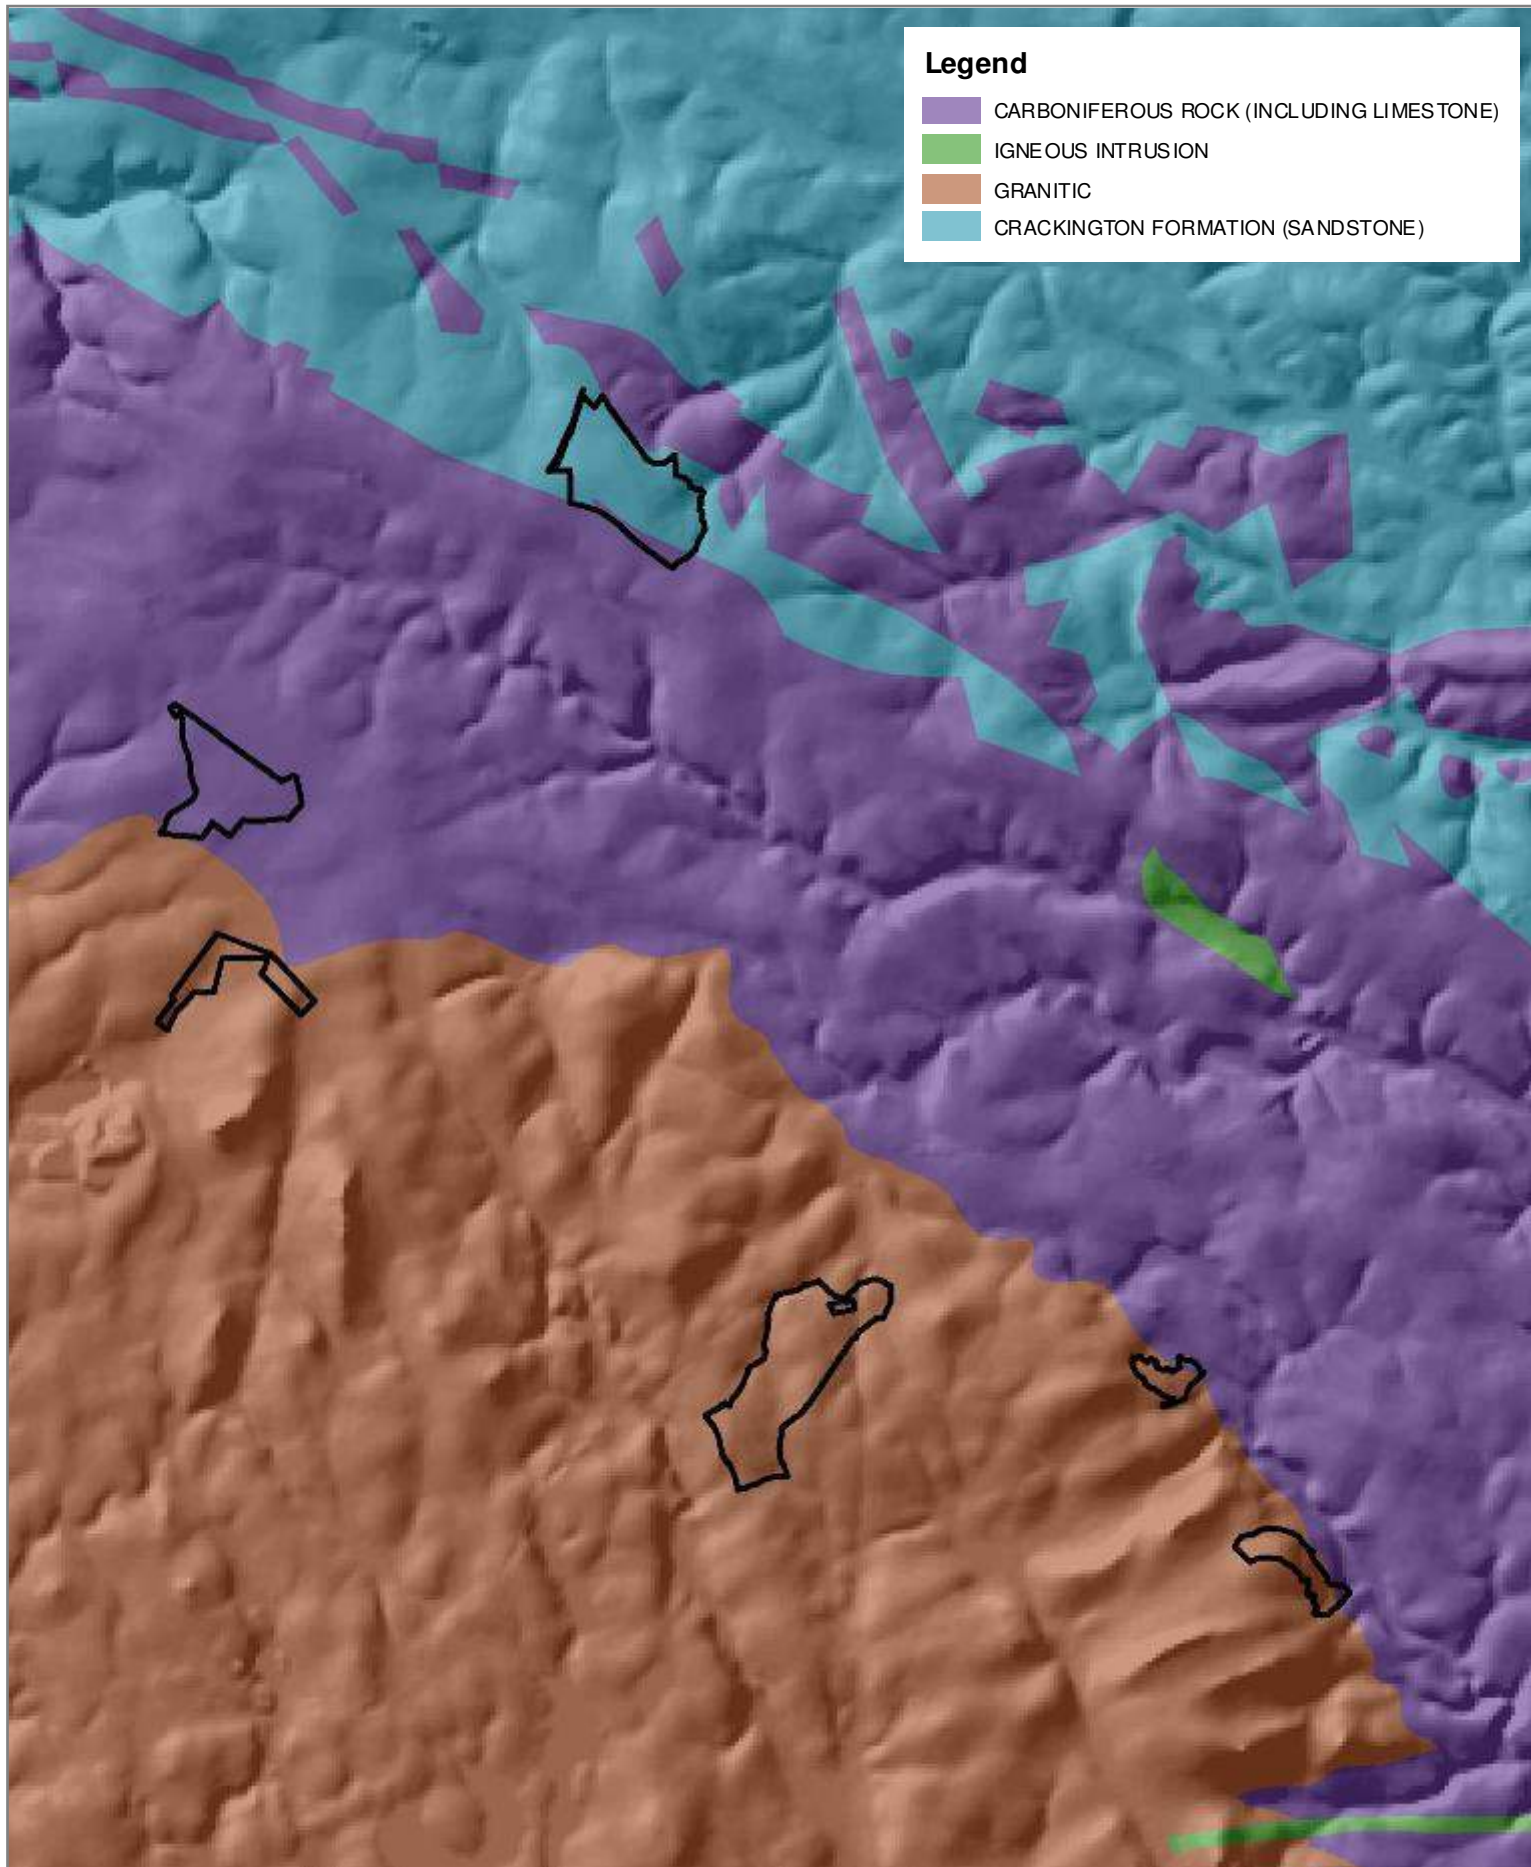 Legend
CARBONIFEROUS ROCK (INCLUDING LIMESTONE)
IGNEOUS INTRUSION
GRANITIC
CRACKINGTON FORMATION (SANDSTONE)